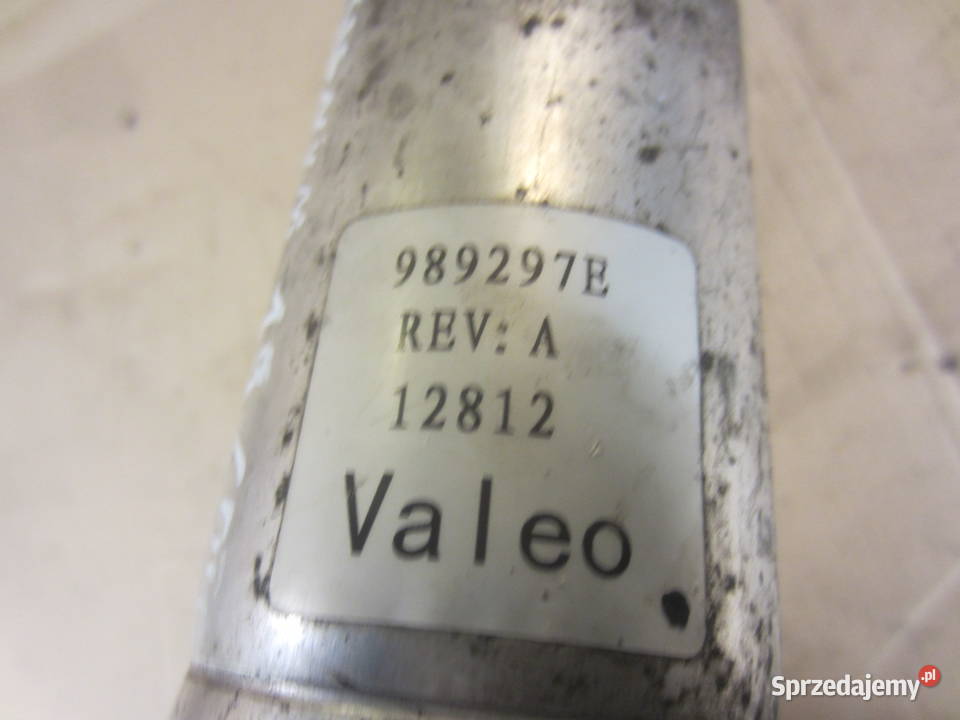 989297E
REV: A
12812
Valeo
Sprzedajemy.pl